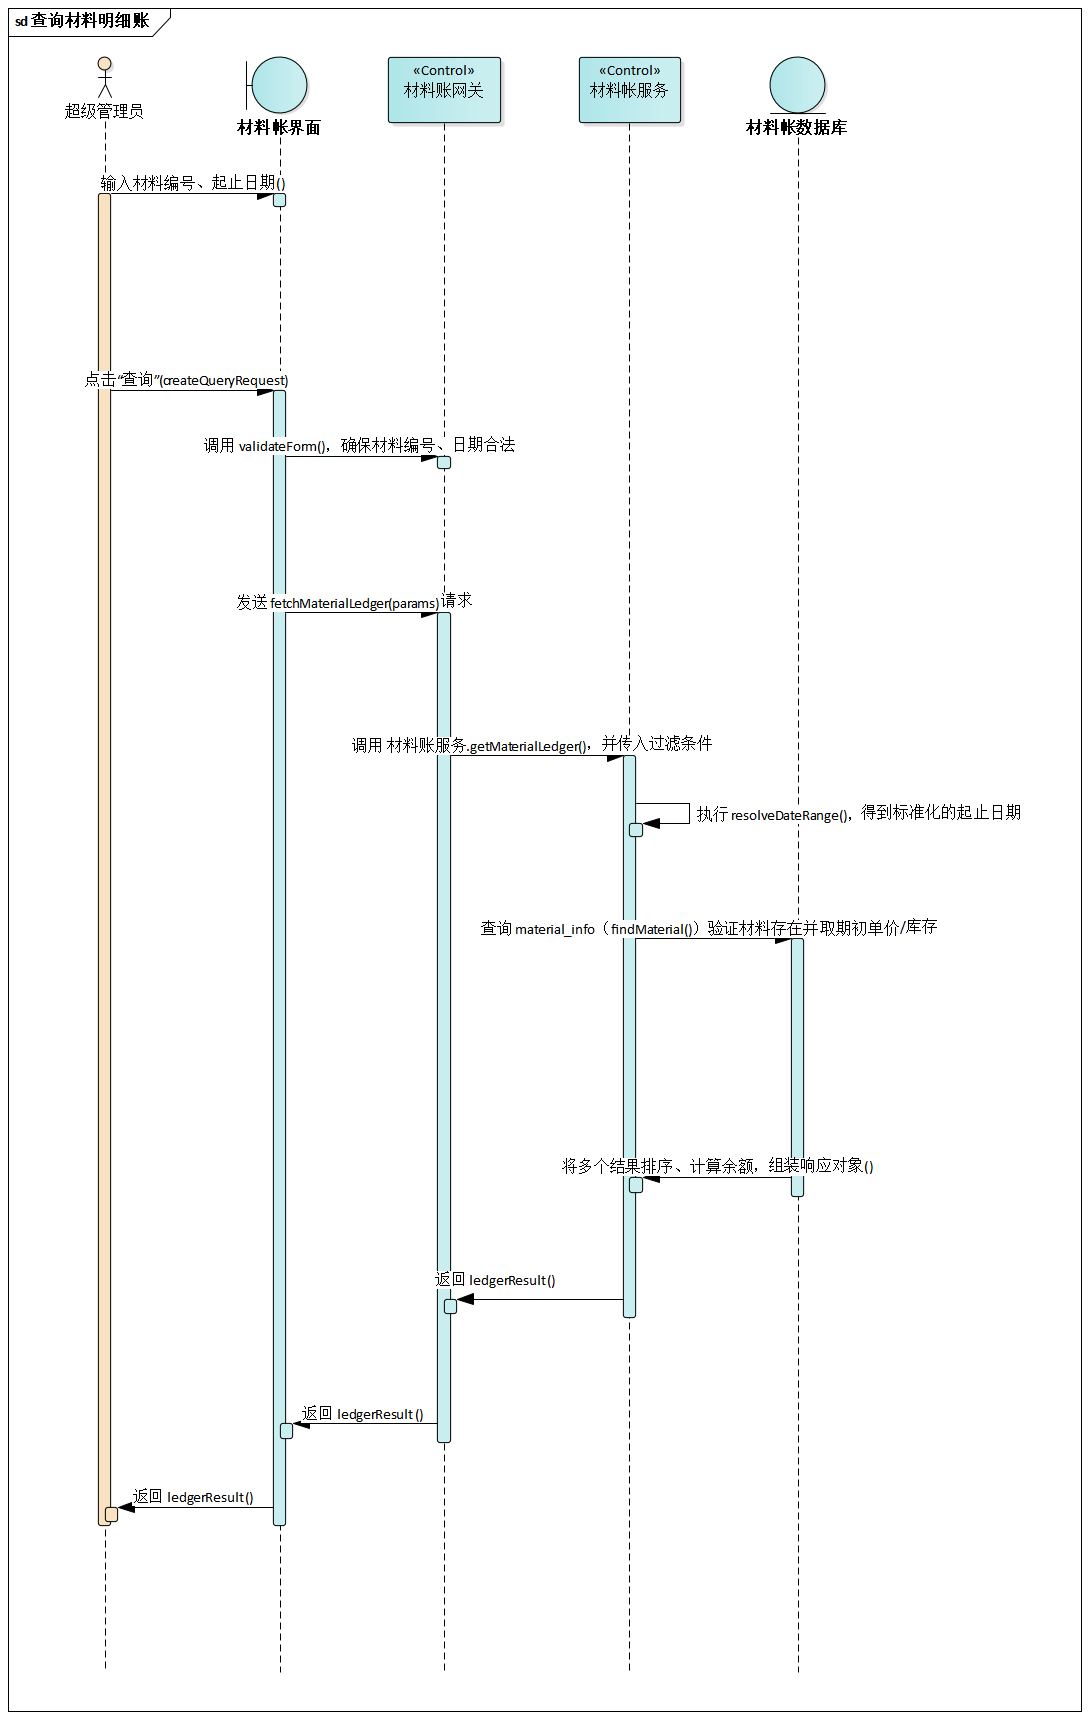 sd 查询材料明细账
超级管理员
材料帐界面
«Control»
材料账网关
«Control»
材料帐服务
材料帐数据库
输入材料编号、起止日期()
点击“查询”(createQueryRequest)
调用 validateForm()，确保材料编号、日期合法
发送 fetchMaterialLedger(params)请求
调用 材料账服务.getMaterialLedger()，并传入过滤条件
执行 resolveDateRange()，得到标准化的起止日期
查询 material_info（findMaterial()）验证材料存在并取期初单价/库存
将多个结果排序、计算余额，组装响应对象()
返回 ledgerResult()
返回 ledgerResult()
返回 ledgerResult()